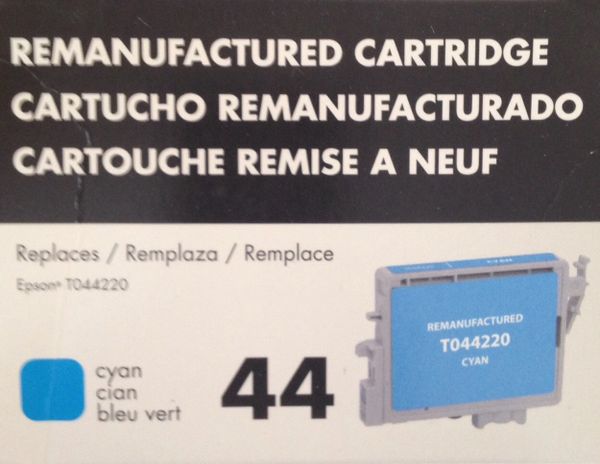 REMANUFACTURED CARTRIDGE
CARTUCHO REMANUFACTURADO
CARTOUCHE REMISE A NEUF
Replaces / Remplaza / Remplace
Epson® T044220
CYAN
REMANUFACTURED
T044220
CYAN
cyan
cian
bleu vert
44